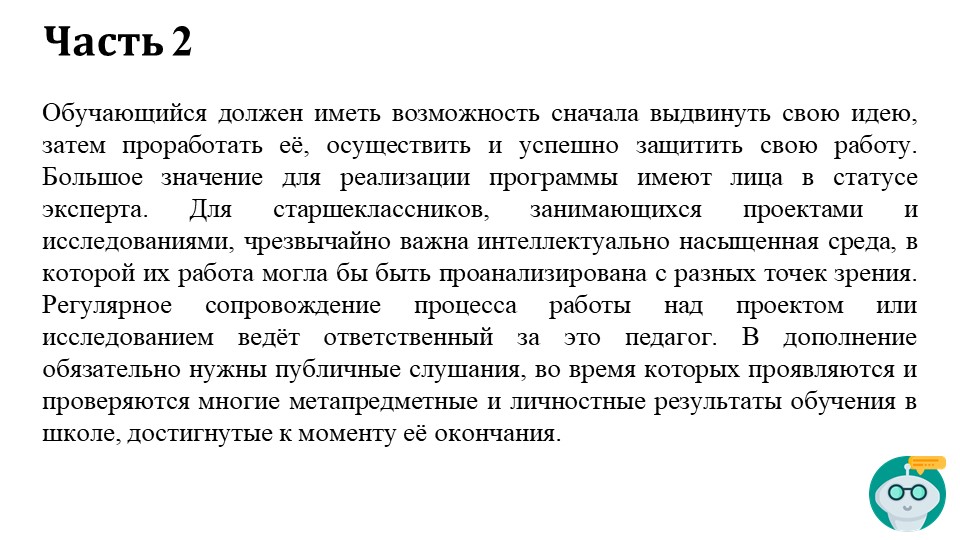 Часть 2
Обучающийся должен иметь возможность сначала выдвинуть свою идею,
затем проработать её, осуществить и успешно защитить свою работу.
Большое значение для реализации программы имеют лица в статусе
эксперта. Для старшеклассников, занимающихся проектами и
исследованиями, чрезвычайно важна интеллектуально насыщенная среда, в
которой их работа могла бы быть проанализирована с разных точек зрения.
Регулярное сопровождение процесса работы над проектом или
исследованием ведёт ответственный за это педагог. В дополнение
обязательно нужны публичные слушания, во время которых проявляются и
проверяются многие метапредметные и личностные результаты обучения в
школе, достигнутые к моменту её окончания.